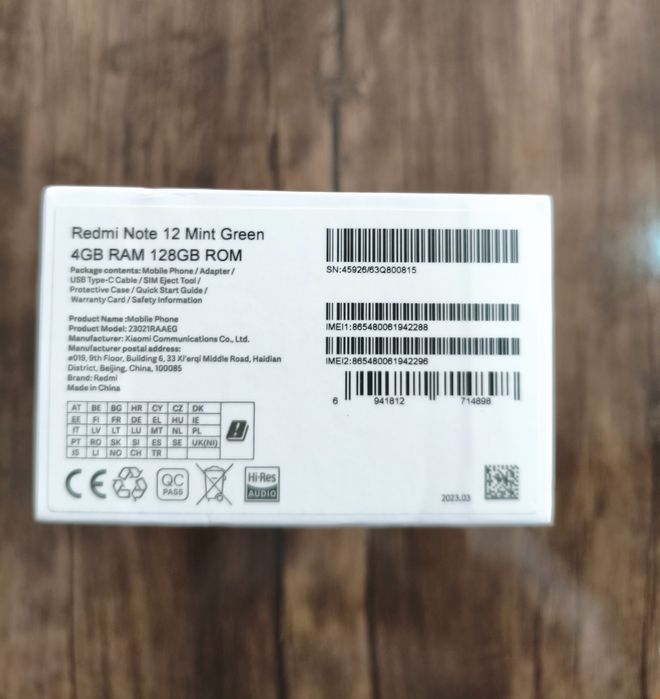 Redmi Note 12 Mint Green
4GB RAM 128GB ROM
Package contents: Mobile Phone / Adapter /
USB Type-C Cable / SIM Eject Tool /
Protective Case / Quick Start Guide /
Warranty Card / Safety Information
Product Name :Mobile Phone
Product Model: 23021RAAEG
Manufacturer: Xiaomi Communications Co., Ltd.
Manufacturer postal address:
#019, 9th Floor, Building 6, 33 Xi'erqi Middle Road, Haidian
District, Beijing, China, 100085
Brand: Redmi
Made in China
AT BE BG HR CY CZ DK
EE FI FR DE EL HU IE
IT LV LT LU MT NL PL
PT RO SK SI ES SE UK(NI)
IS LI NO CH TR
CE
QC
PASS
Hi-Res
AUDIO
SN:45926/63Q800815
IMEI1:865480061942288
IMEI2:865480061942296
6 941812 714898
2023.03